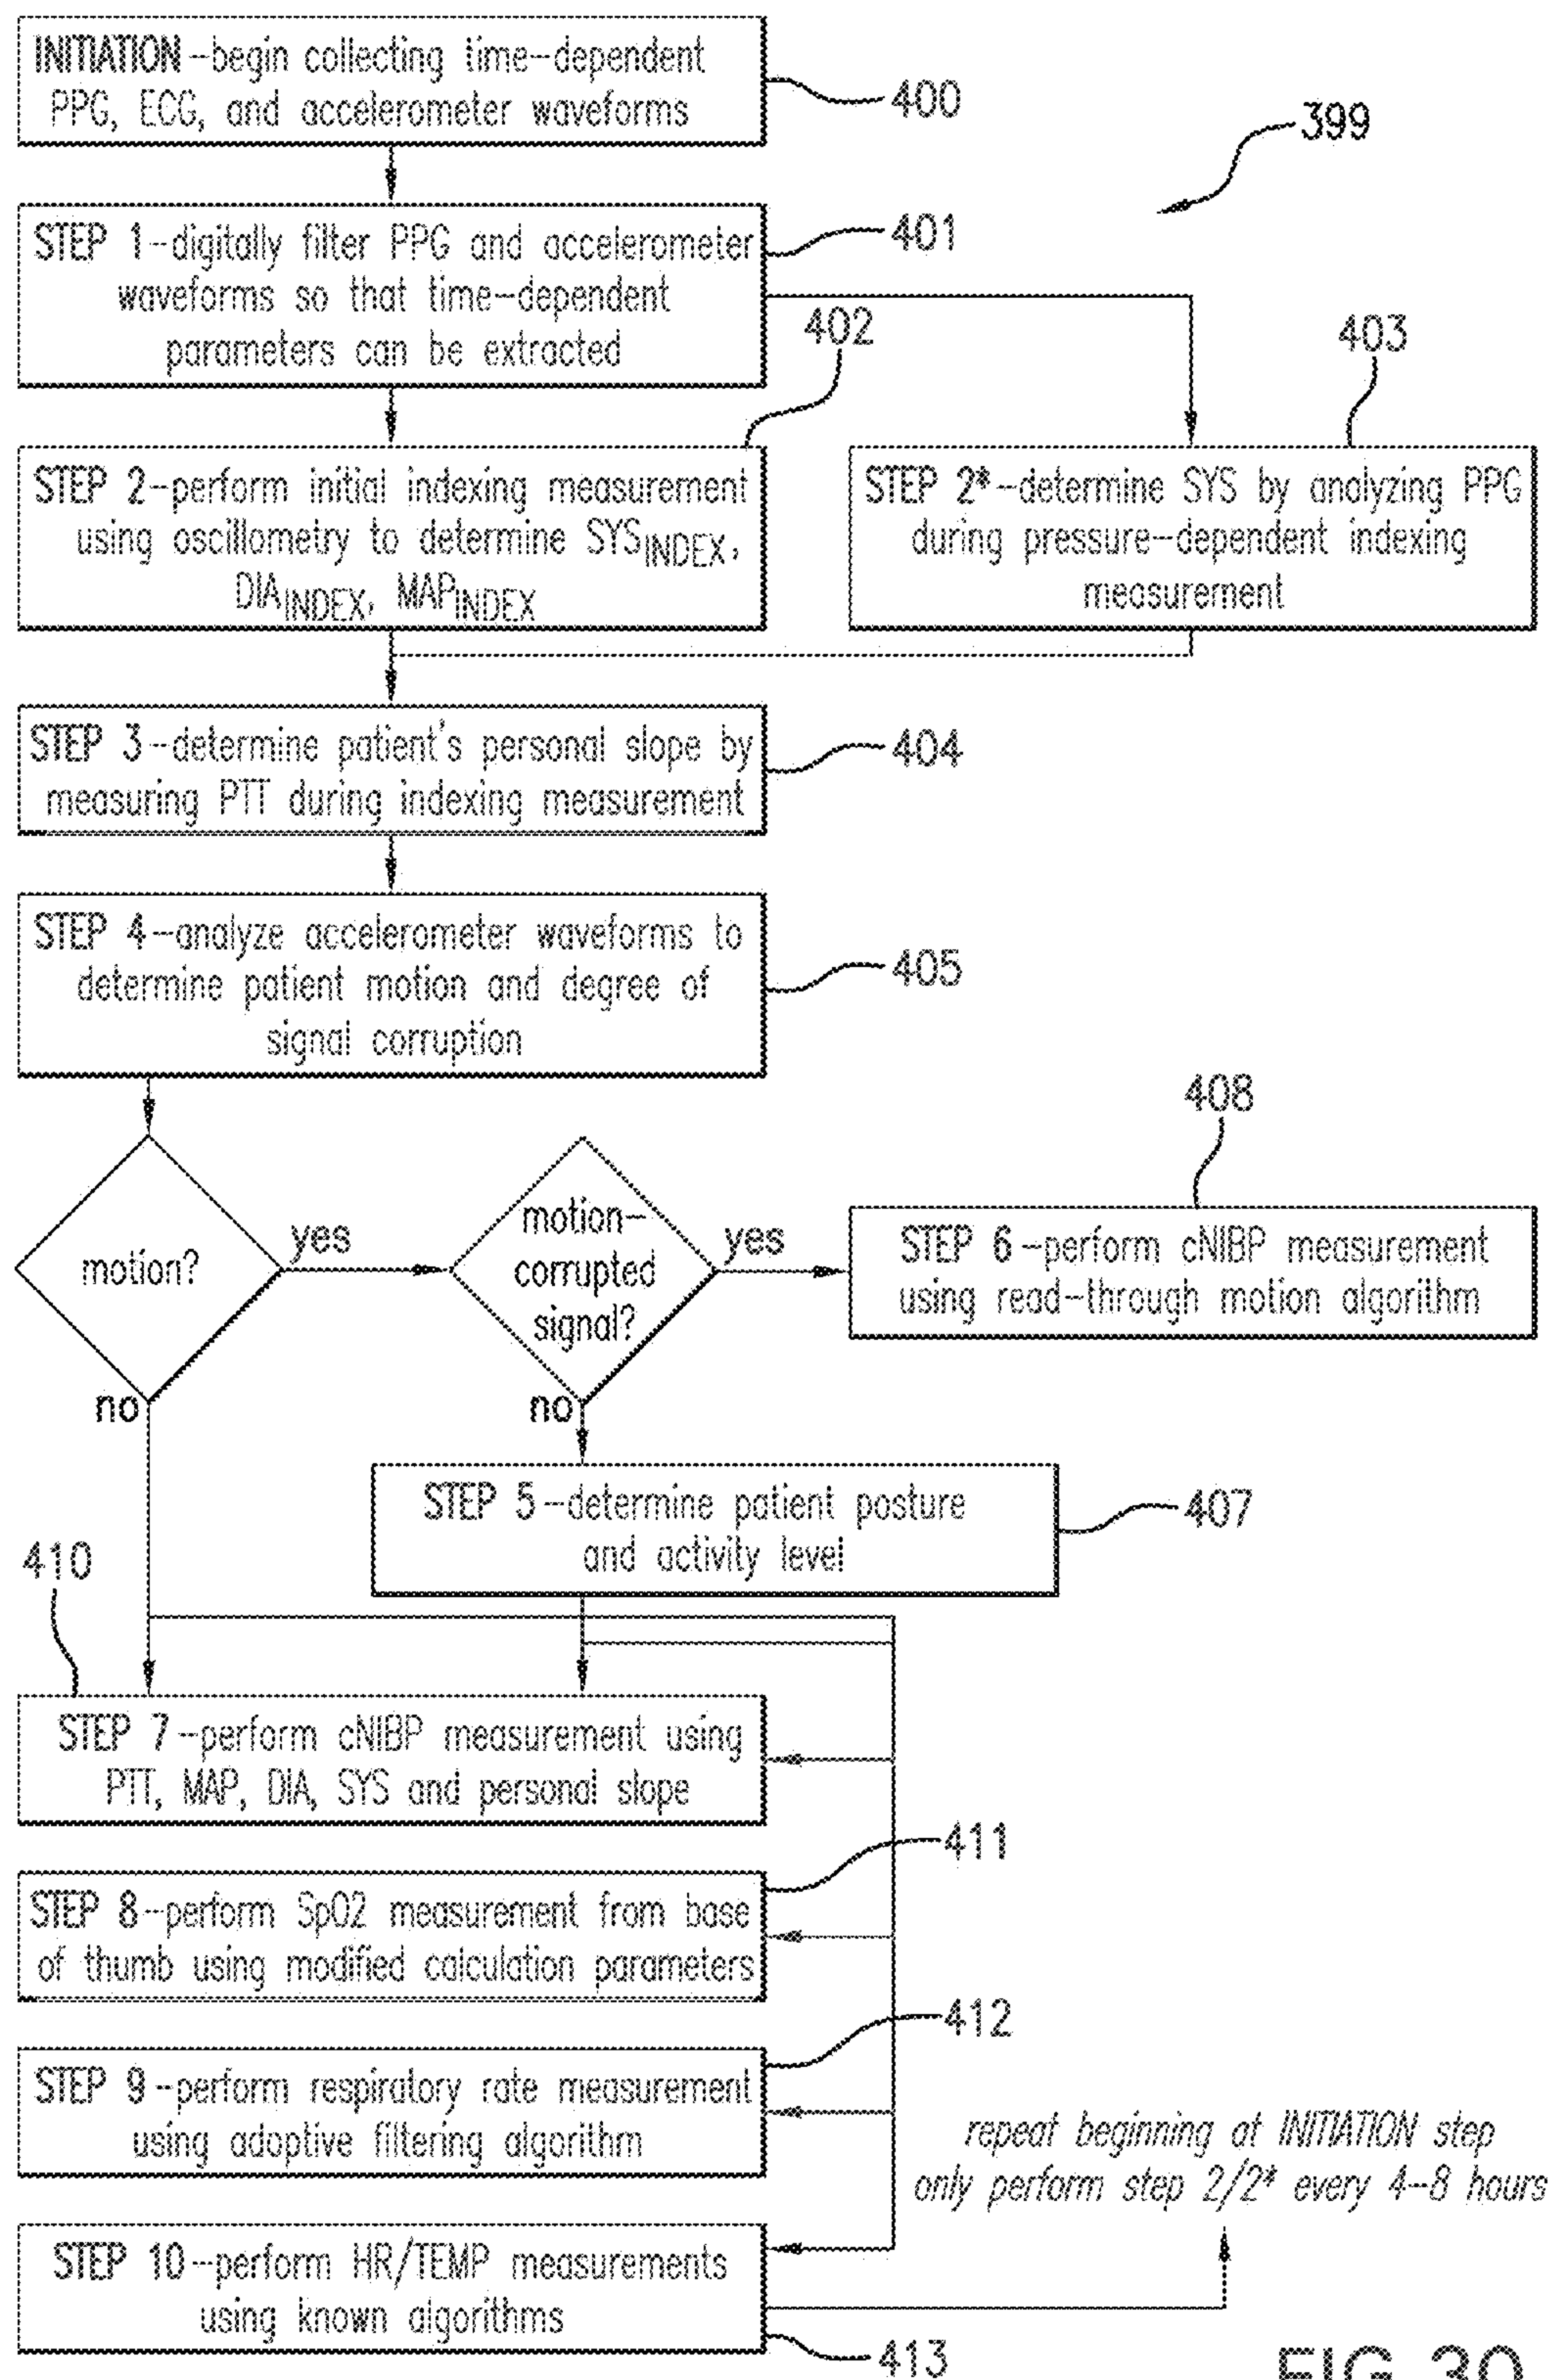 INITIATION-begin collecting time-dependent
PPG, ECG, and accelerometer waveforms
400
399
STEP 1-digitally filter PPG and accelerometer
waveforms so that time-dependent
parameters can be extracted
401
402
403
STEP 2-perform initial indexing measurement
using oscillometry to determine SYSINDEX,
DIAINDEX, MAPINDEX
STEP 2*-determine SYS by analyzing PPG
during pressure-dependent indexing
measurement
STEP 3-determine patient's personal slope by
measuring PTT during indexing measurement
404
STEP 4-analyze accelerometer waveforms to
determine patient motion and degree of
signal corruption
405
408
motion?
yes
no
motion-
corrupted
signal?
yes
no
STEP 6-perform cNIBP measurement
using read-through motion algorithm
STEP 5-determine patient posture
and activity level
407
410
STEP 7-perform cNIBP measurement using
PTT, MAP, DIA, SYS and personal slope
411
STEP 8-perform SpO2 measurement from base
of thumb using modified calculation parameters
412
STEP 9-perform respiratory rate measurement
using adoptive filtering algorithm
repeat beginning at INITIATION step
only perform step 2/2* every 4-8 hours
STEP 10-perform HR/TEMP measurements
using known algorithms
413
FIG.30